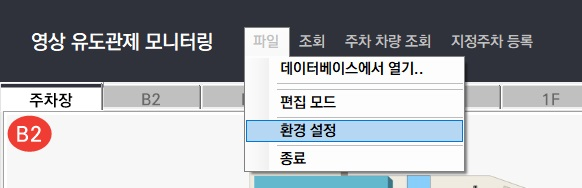 영상 유도관제 모니터링
파일 조회 주차 차량 조회 지정주차 등록
데이터베이스에서 열기..
편집 모드
환경 설정
종료
주차장 B2 1F
B2